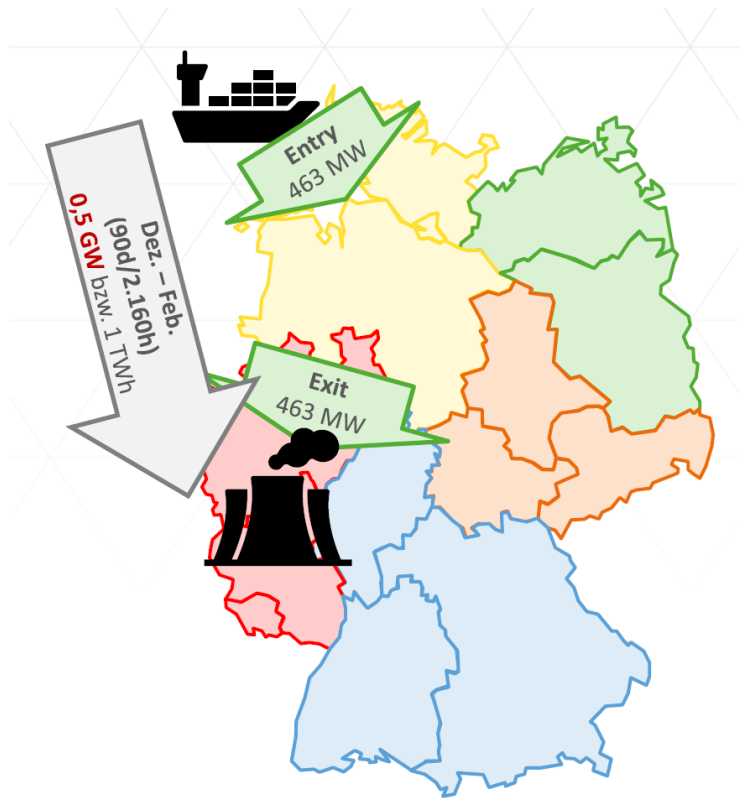 Entry
463 MW
Dez. – Feb.
(90d/2.160h)
0,5 GW bzw. 1 TWh
Exit
463 MW